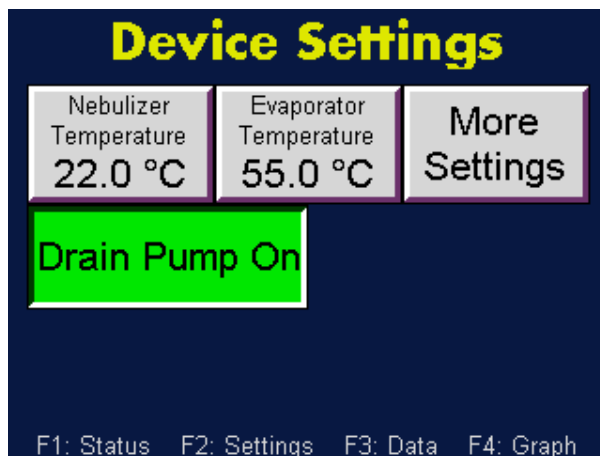 Device Settings
Nebulizer
Temperature
22.0 °C
Evaporator
Temperature
55.0 °C
More
Settings
Drain Pump On
F1: Status F2: Settings F3: Data F4: Graph